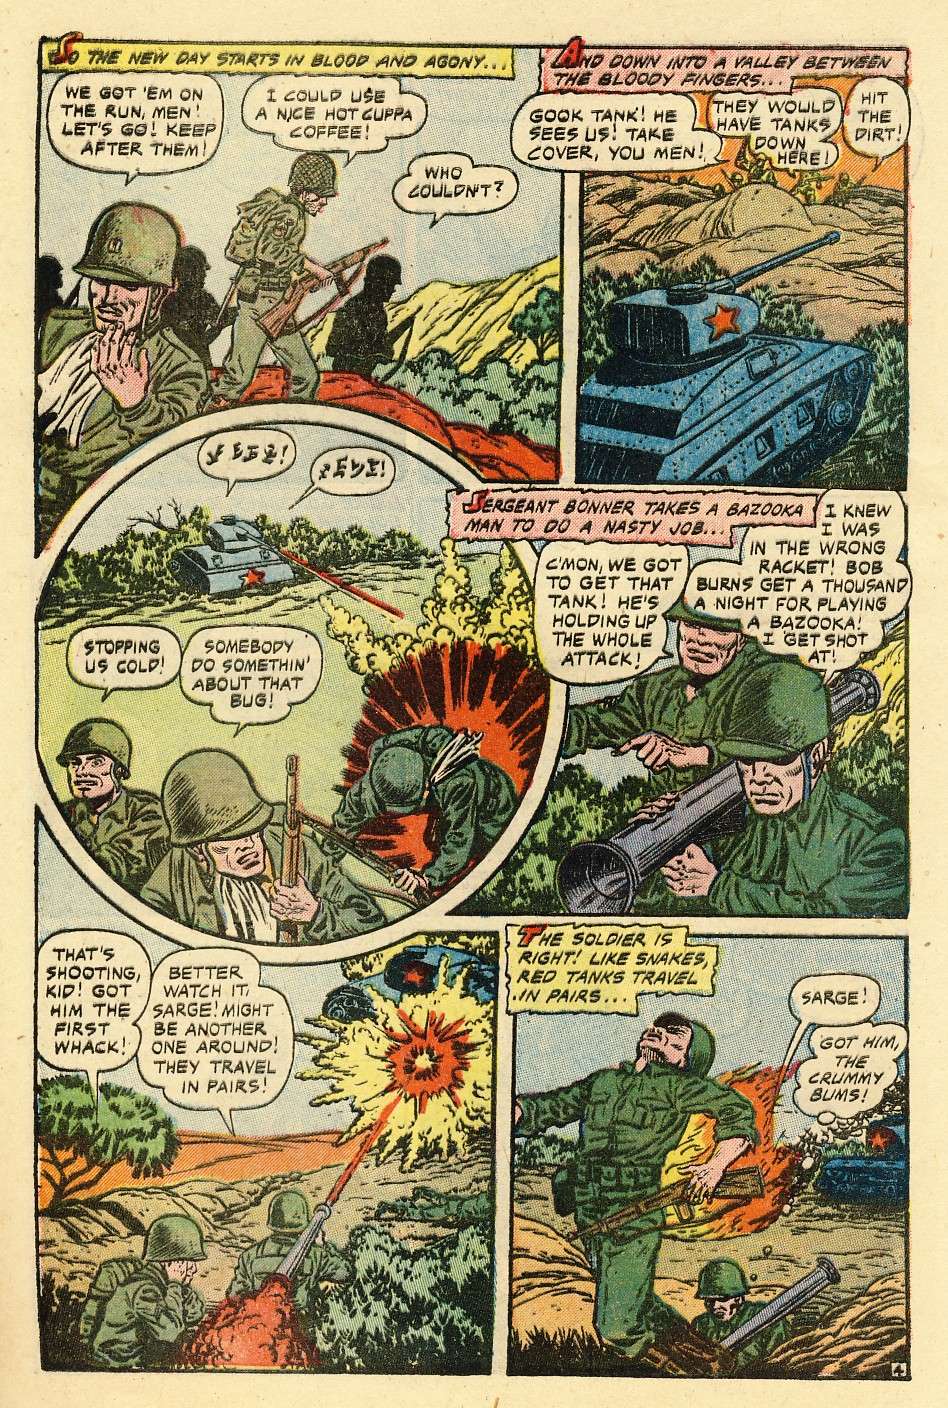 SO THE NEW DAY STARTS IN BLOOD AND AGONY...
WE GOT 'EM ON
THE RUN, MEN!
LET'S GO! KEEP
AFTER THEM!
I COULD USE
A NICE HOT CUPPA
COFFEE!
WHO
COULDN'T?
AND DOWN INTO A VALLEY BETWEEN
THE BLOODY FINGERS...
GOOK TANK! HE
SEES US! TAKE
COVER, YOU MEN!
THEY WOULD
HAVE TANKS
DOWN
HERE!
HIT
THE
DIRT!
STOPPING
US COLD!
SOMEBODY
DO SOMETHIN'
ABOUT THAT
BUG!
SERGEANT BONNER TAKES A BAZOOKA
MAN TO DO A NASTY JOB...
C'MON, WE GOT
TO GET THAT
TANK! HE'S
HOLDING UP
THE WHOLE
ATTACK!
I KNEW
I WAS
IN THE WRONG
RACKET! BOB
BURNS GET A THOUSAND
A NIGHT FOR PLAYING
A BAZOOKA!
I GET SHOT
AT!
THAT'S
SHOOTING,
KID! GOT
HIM THE
FIRST
WHACK!
BETTER
WATCH IT,
SARGE! MIGHT
BE ANOTHER
ONE AROUND!
THEY TRAVEL
IN PAIRS!
THE SOLDIER IS
RIGHT! LIKE SNAKES,
RED TANKS TRAVEL
IN PAIRS...
SARGE!
GOT HIM,
THE
CRUMMY
BUMS!
4